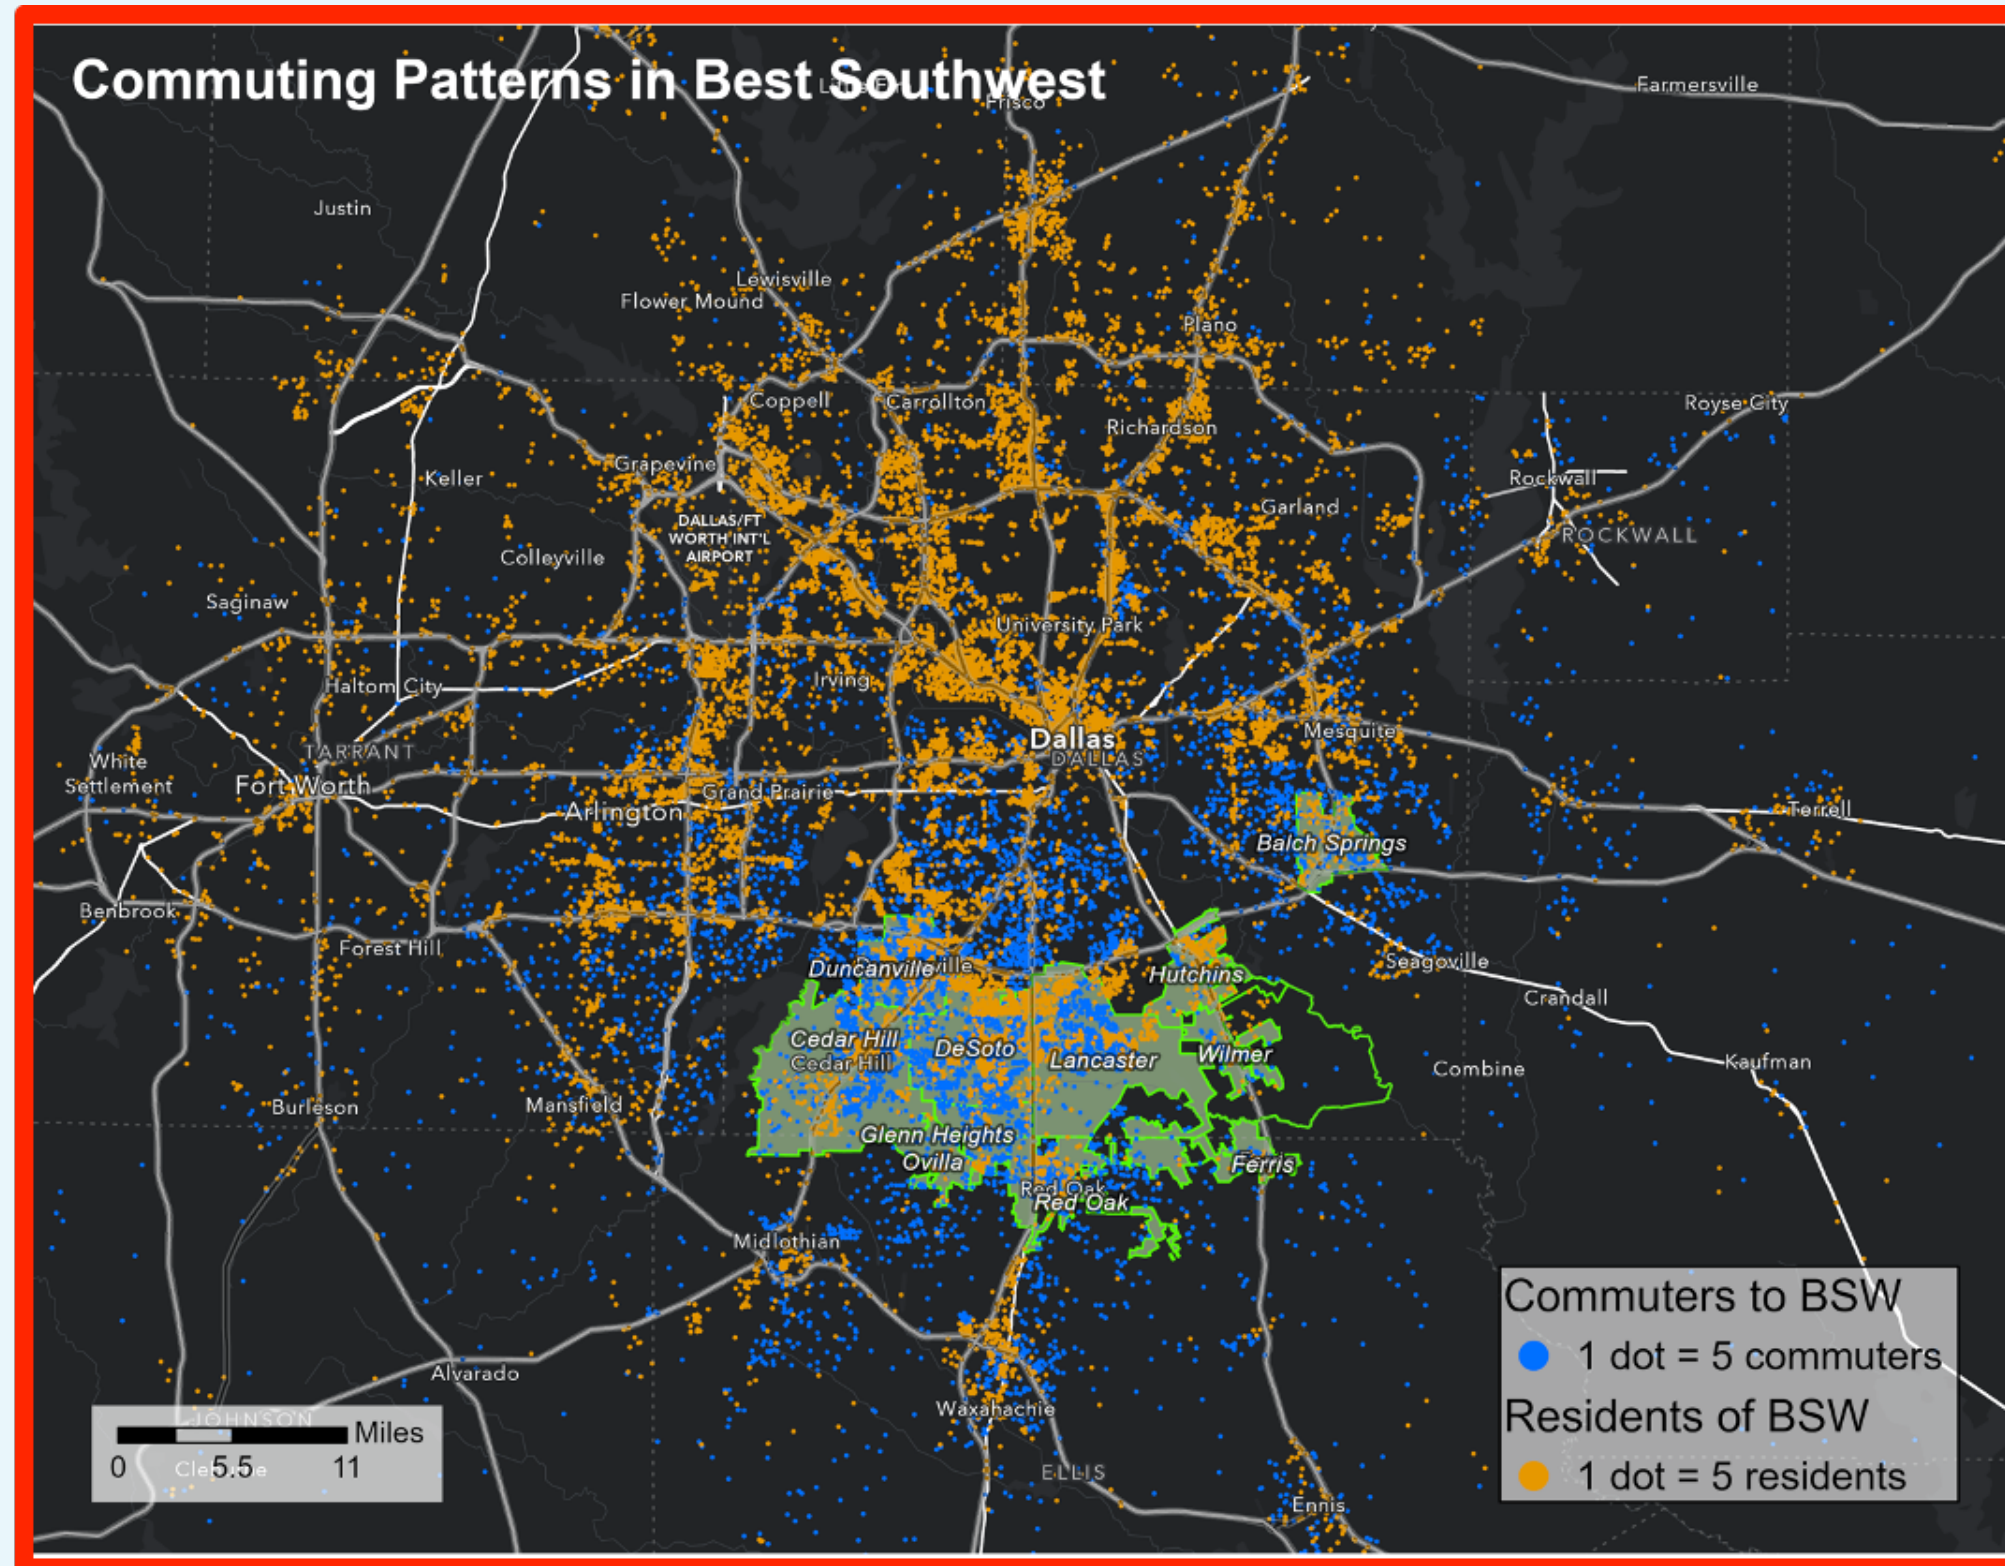 Commuting Patterns in Best Southwest
Frisco
Farmersville
Justin
Lewisville
Flower Mound
Plano
Coppell
Carrollton
Royse City
Richardson
Grapevine
Keller
Rockwall
Garland
DALLAS/FT
WORTH INT'L
AIRPORT
ROCKWALL
Colleyville
Saginaw
University Park
Haltom City
Irving
Mesquite
Dallas
DALLAS
TARRANT
White
Settlement
Fort Worth
Grand Prairie
Arlington
Terrell
Balch Springs
Benbrook
Forest Hill
Seagoville
Duncanville
Hutchins
Crandall
Cedar Hill
Cedar Hill
DeSoto
Lancaster
Wilmer
Combine
Kaufman
Burleson
Mansfield
Glenn Heights
Ovilla
Ferris
Red Oak
Red Oak
Midlothian
Alvarado
Waxahachie
ELLIS
Ennis
JOHNSON
Miles
0 5.5 11
Commuters to BSW
1 dot = 5 commuters
Residents of BSW
1 dot = 5 residents